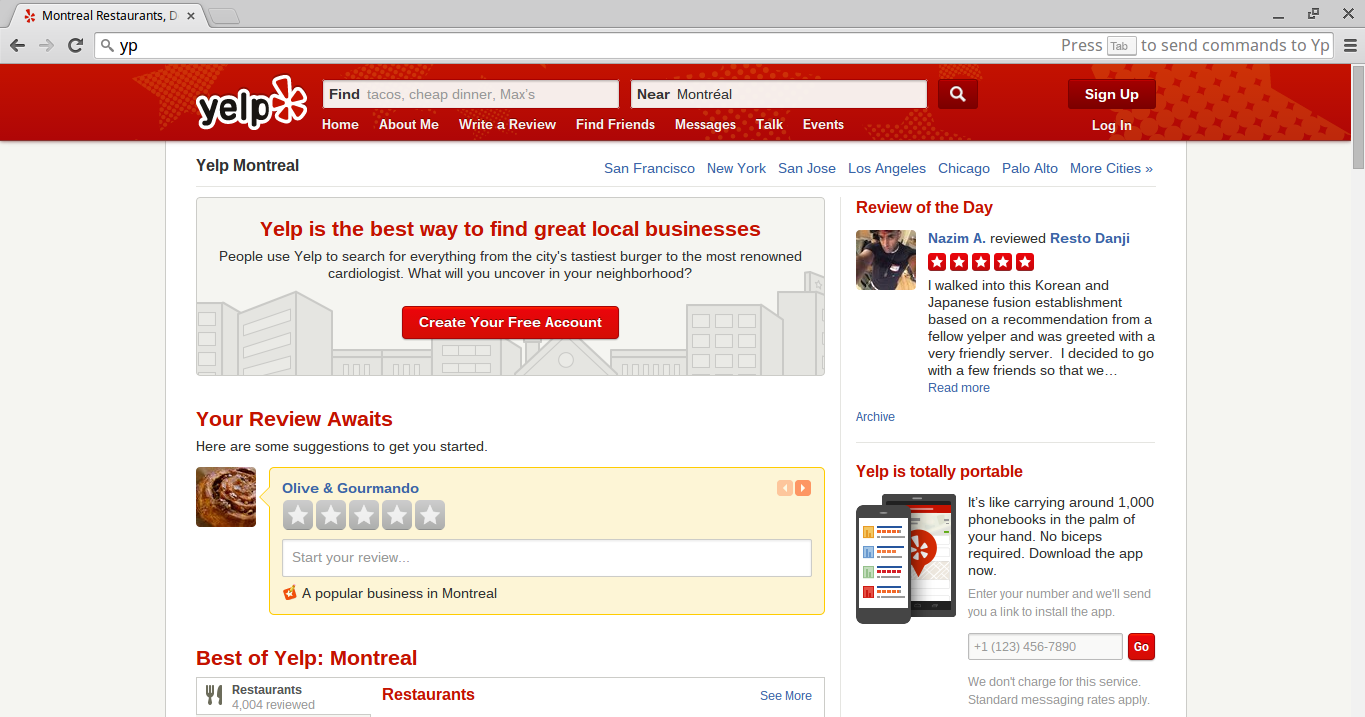 Montreal Restaurants, D
yp
Press Tab to send commands to Yp
yelp
Find tacos, cheap dinner, Max's
Near Montréal
Sign Up
Home About Me Write a Review Find Friends Messages Talk Events
Log In
Yelp Montreal
San Francisco New York San Jose Los Angeles Chicago Palo Alto More Cities »
Yelp is the best way to find great local businesses
People use Yelp to search for everything from the city's tastiest burger to the most renowned
cardiologist. What will you uncover in your neighborhood?
Create Your Free Account
Your Review Awaits
Here are some suggestions to get you started.
Olive & Gourmando
Start your review...
A popular business in Montreal
Best of Yelp: Montreal
Restaurants
4,004 reviewed
Restaurants
See More
Review of the Day
Nazim A. reviewed Resto Danji
I walked into this Korean and
Japanese fusion establishment
based on a recommendation from a
fellow yelper and was greeted with a
very friendly server.  I decided to go
with a few friends so that we…
Read more
Archive
Yelp is totally portable
It's like carrying around 1,000
phonebooks in the palm of
your hand. No biceps
required. Download the app
now.
Enter your number and we'll send
you a link to install the app.
+1 (123) 456-7890
Go
We don't charge for this service.
Standard messaging rates apply.